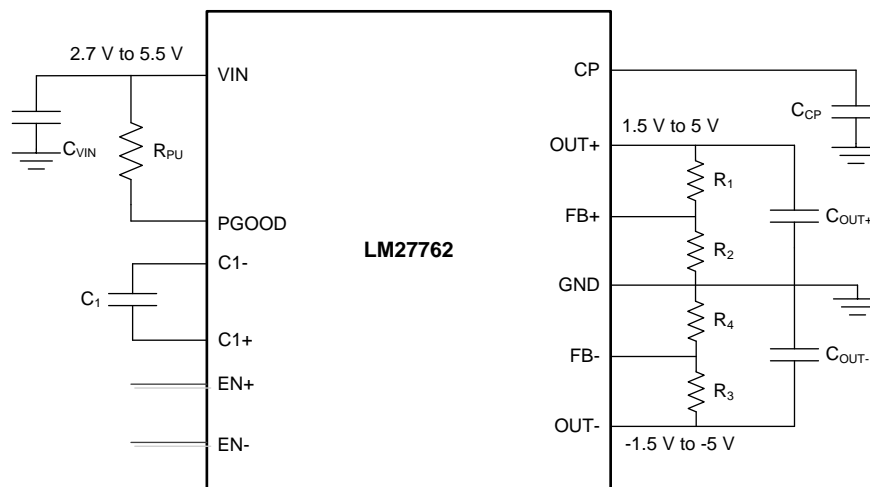 2.7 V to 5.5 V
VIN
CP
C_VIN
R_PU
C_CP
1.5 V to 5 V
OUT+
R_1
PGOOD
FB+
C_OUT+
LM27762
R_2
C1-
GND
C_1
R_4
C1+
FB-
C_OUT-
EN+
R_3
OUT-
EN-
-1.5 V to -5 V